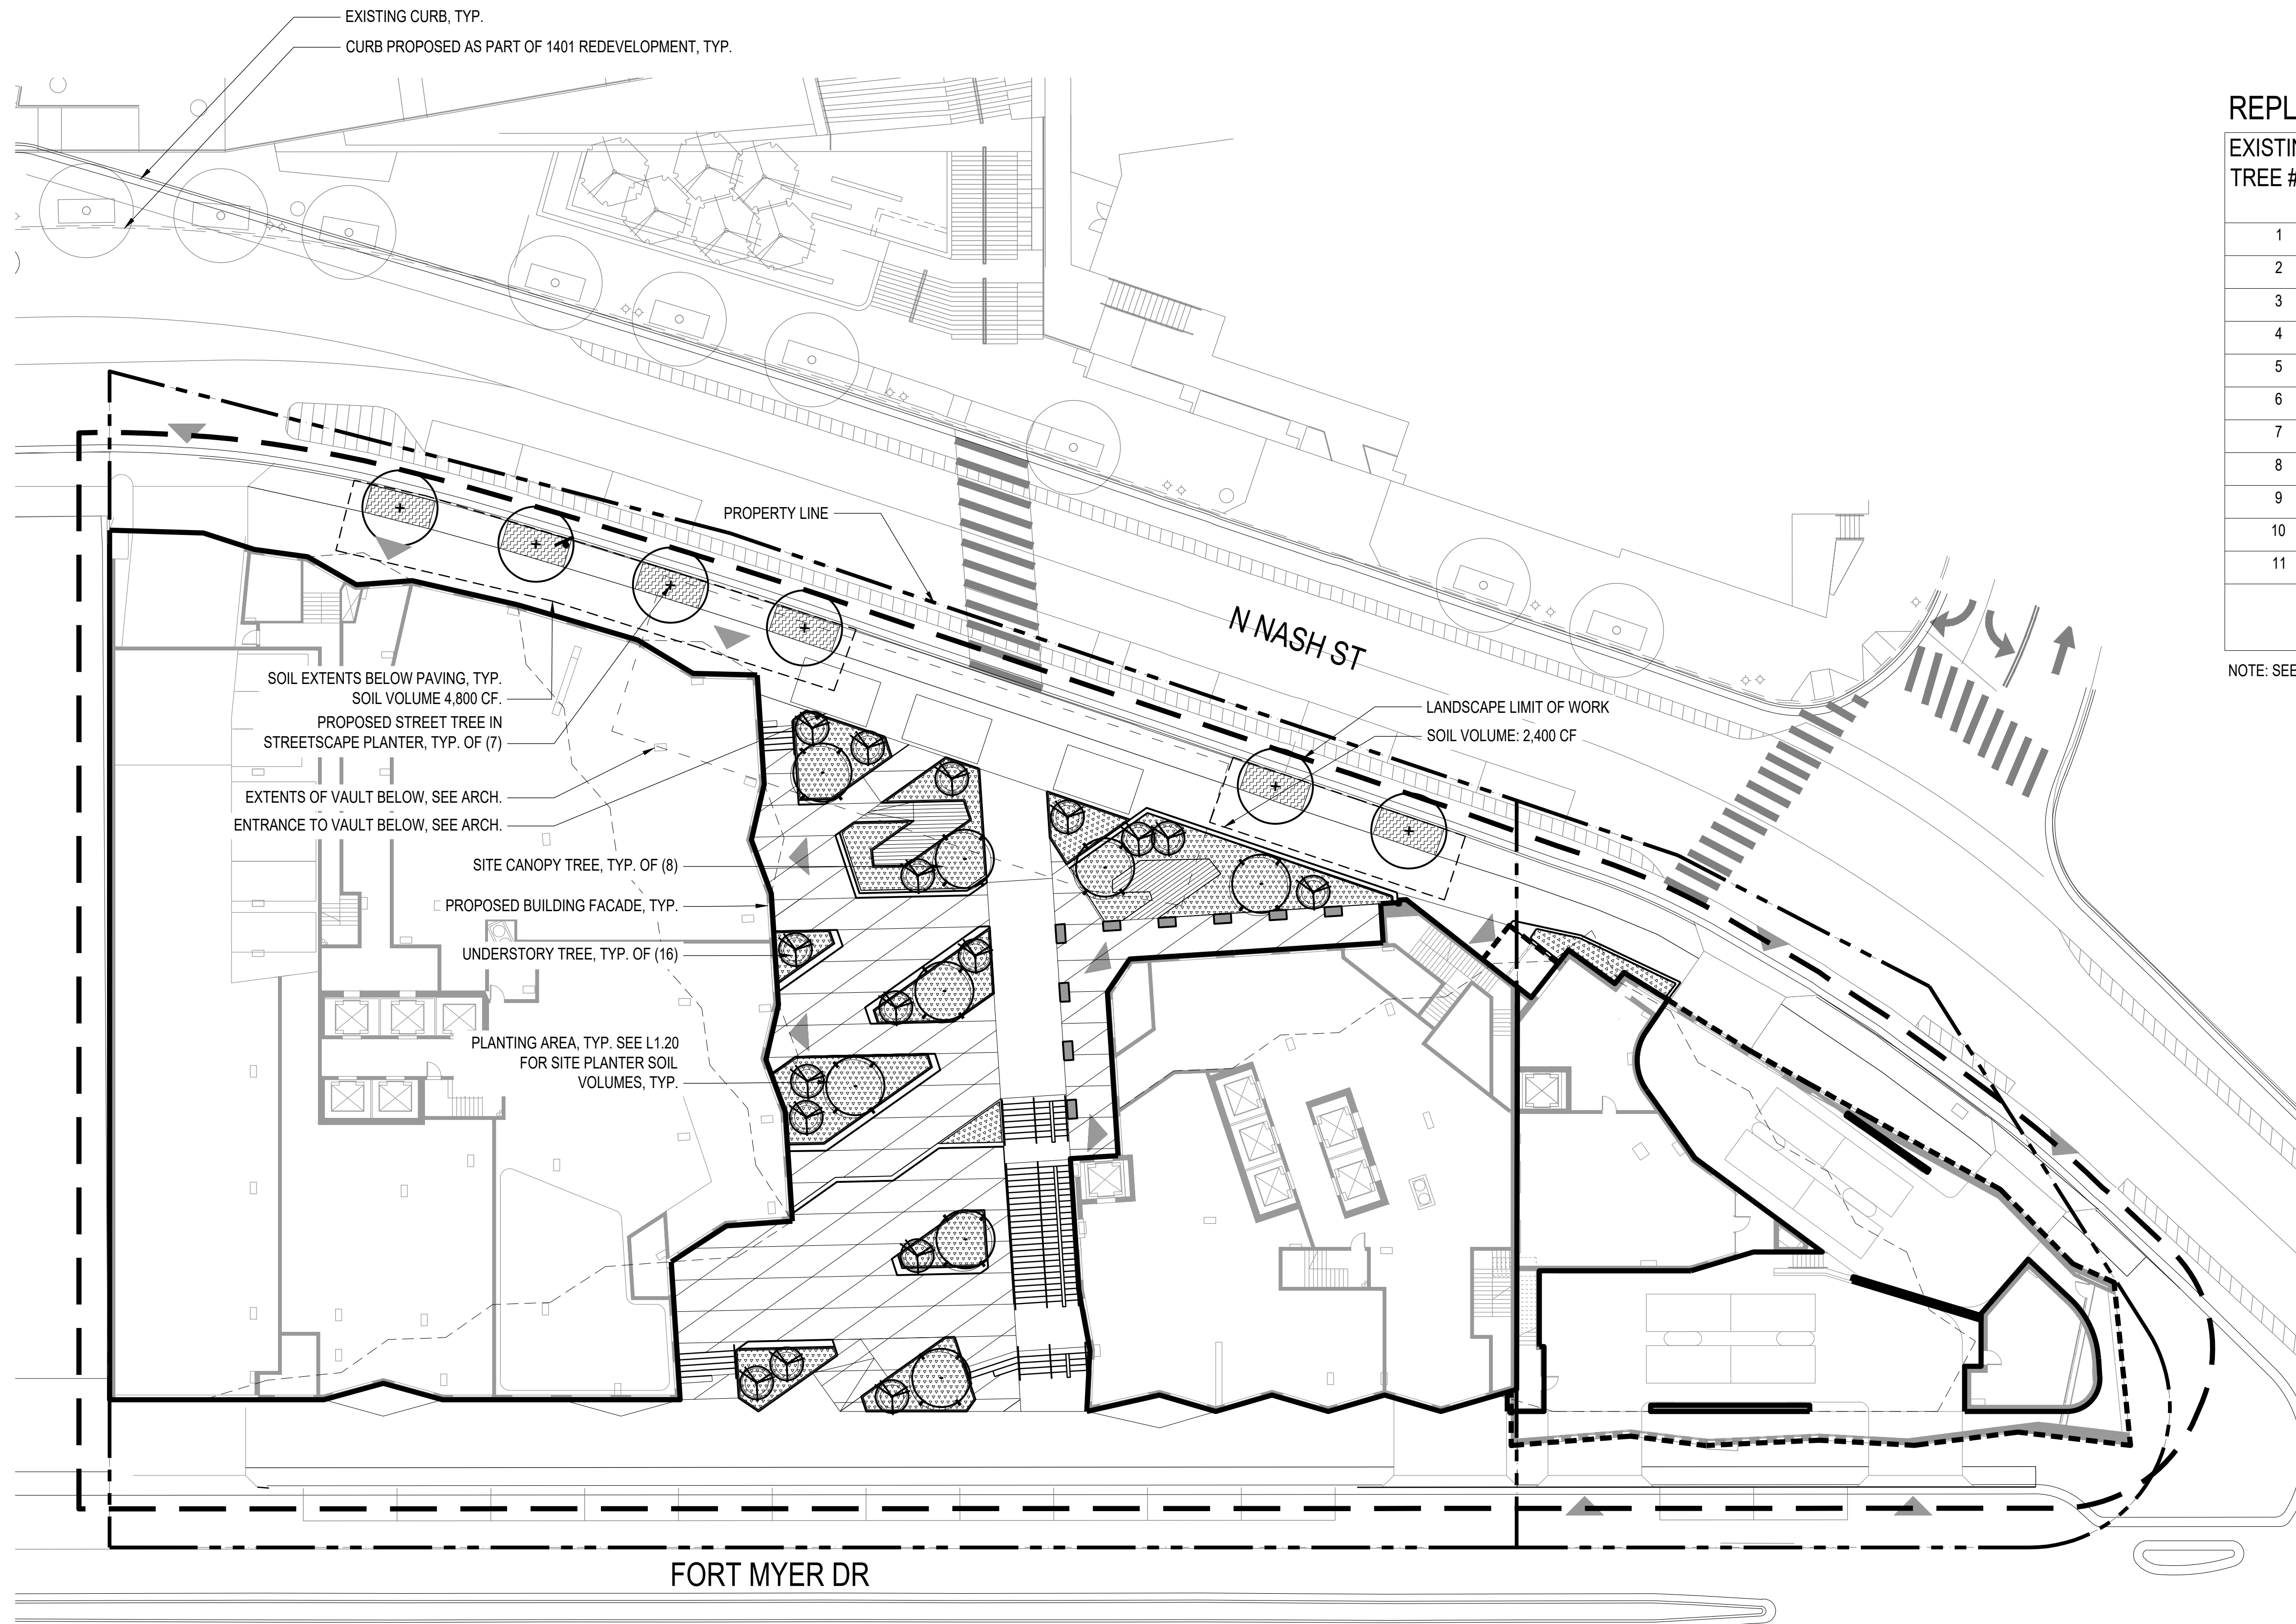 EXISTING CURB, TYP.
CURB PROPOSED AS PART OF 1401 REDEVELOPMENT, TYP.
REPL
EXISTIN
TREE #
1
2
3
4
5
6
7
8
9
10
11
NOTE: SEE
PROPERTY LINE
N NASH ST
SOIL EXTENTS BELOW PAVING, TYP.
SOIL VOLUME 4,800 CF.
PROPOSED STREET TREE IN
STREETSCAPE PLANTER, TYP. OF (7)
LANDSCAPE LIMIT OF WORK
SOIL VOLUME: 2,400 CF
EXTENTS OF VAULT BELOW, SEE ARCH.
ENTRANCE TO VAULT BELOW, SEE ARCH.
SITE CANOPY TREE, TYP. OF (8)
PROPOSED BUILDING FACADE, TYP.
UNDERSTORY TREE, TYP. OF (16)
PLANTING AREA, TYP. SEE L1.20
FOR SITE PLANTER SOIL
VOLUMES, TYP.
FORT MYER DR